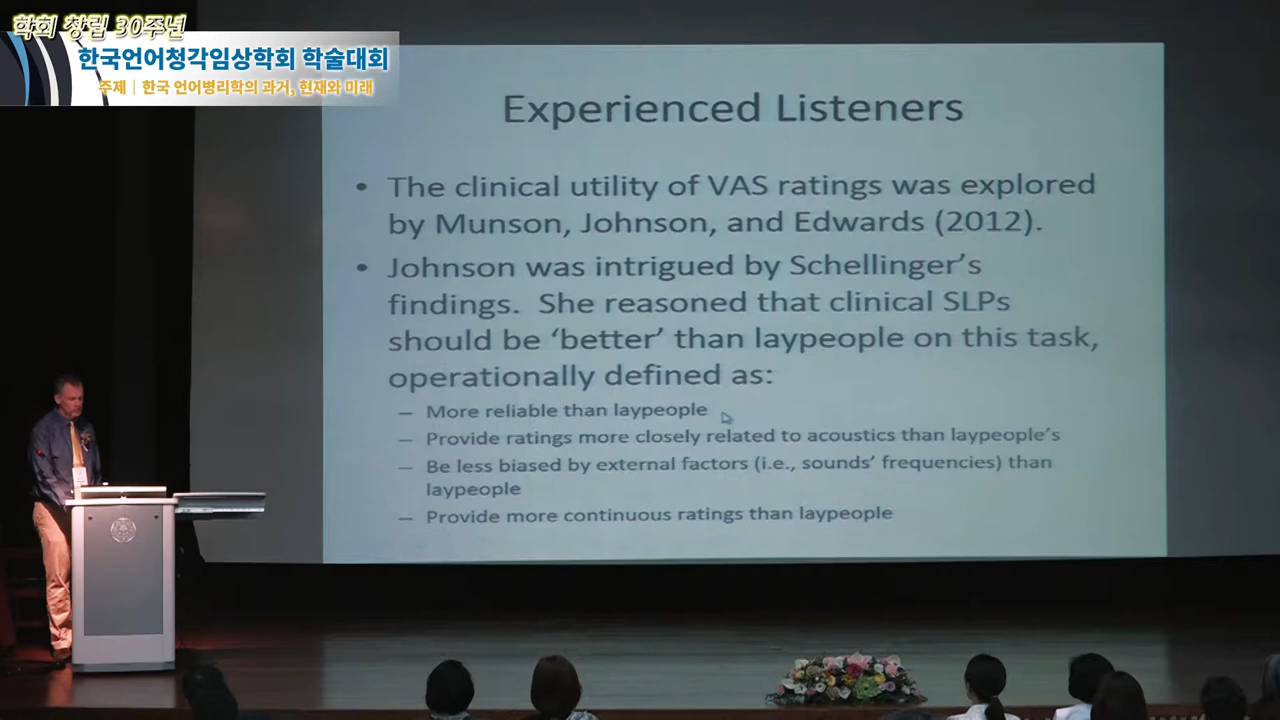 학회 창립 30주년
한국언어청각임상학회 학술대회
주제 | 한국 언어병리학의 과거, 현재와 미래
Experienced Listeners
• The clinical utility of VAS ratings was explored
by Munson, Johnson, and Edwards (2012).
• Johnson was intrigued by Schellinger's
findings. She reasoned that clinical SLPs
should be 'better' than laypeople on this task,
operationally defined as:
– More reliable than laypeople
– Provide ratings more closely related to acoustics than laypeople's
– Be less biased by external factors (i.e., sounds' frequencies) than
laypeople
– Provide more continuous ratings than laypeople